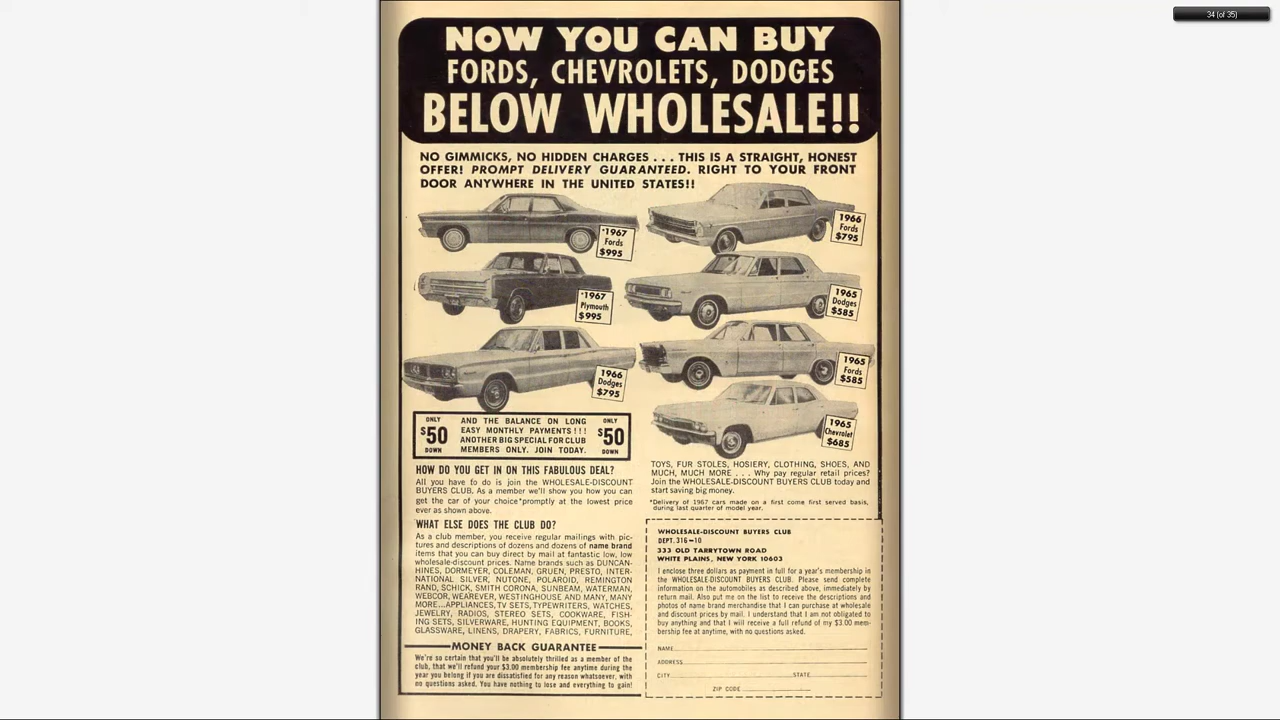 34 (of 35)
NOW YOU CAN BUY
FORDS, CHEVROLETS, DODGES
BELOW WHOLESALE!!
NO GIMMICKS, NO HIDDEN CHARGES . . . THIS IS A STRAIGHT, HONEST
OFFER! PROMPT DELIVERY GUARANTEED. RIGHT TO YOUR FRONT
DOOR ANYWHERE IN THE UNITED STATES!!
*1967
Fords
$995
1966
Fords
$795
*1967
Plymouth
$995
1965
Dodges
$585
1966
Dodges
$795
1965
Fords
$585
1965
Chevrolet
$685
ONLY
$50
DOWN
AND THE BALANCE ON LONG
EASY MONTHLY PAYMENTS!!!
ANOTHER BIG SPECIAL FOR CLUB
MEMBERS ONLY. JOIN TODAY.
ONLY
$50
DOWN
HOW DO YOU GET IN ON THIS FABULOUS DEAL?
All you have to do is join the WHOLESALE-DISCOUNT
BUYERS CLUB. As a member we'll show you how you can
get the car of your choice*promptly at the lowest price
ever as shown above.
WHAT ELSE DOES THE CLUB DO?
As a club member, you receive regular mailings with pic-
tures and descriptions of dozens and dozens of name brand
items that you can buy direct by mail at fantastic low, low
wholesale-discount prices. Name brands such as DUNCAN-
HINES, DORMEYER, COLEMAN, GRUEN, PRESTO, INTER-
NATIONAL SILVER, NUTONE, POLAROID, REMINGTON
RAND, SCHICK, SMITH CORONA, SUNBEAM, WATERMAN,
WEBCOR, WEAREVER, WESTINGHOUSE AND MANY, MANY
MORE...APPLIANCES, TV SETS, TYPEWRITERS, WATCHES,
JEWELRY, RADIOS, STEREO SETS, COOKWARE, FISH-
ING SETS, SILVERWARE, HUNTING EQUIPMENT, BOOKS,
GLASSWARE, LINENS, DRAPERY, FABRICS, FURNITURE,
TOYS, FUR STOLES, HOSIERY, CLOTHING, SHOES, AND
MUCH, MUCH MORE . . . Why pay regular retail prices?
Join the WHOLESALE-DISCOUNT BUYERS CLUB today and
start saving big money.
*Delivery of 1967 cars made on a first come first served basis,
during last quarter of model year.
MONEY BACK GUARANTEE
We're so certain that you'll be absolutely thrilled as a member of the
club, that we'll refund your $3.00 membership fee anytime during the
year you belong if you are dissatisfied for any reason whatsoever, with
no questions asked. You have nothing to lose and everything to gain!
WHOLESALE-DISCOUNT BUYERS CLUB
DEPT. 316-10
333 OLD TARRYTOWN ROAD
WHITE PLAINS, NEW YORK 10603
I enclose three dollars as payment in full for a year's membership in
the WHOLESALE-DISCOUNT BUYERS CLUB. Please send complete
information on the automobiles as described above, immediately by
return mail. Also put me on the list to receive the descriptions and
photos of name brand merchandise that I can purchase at wholesale
and discount prices by mail. I understand that I am not obligated to
buy anything and that I will receive a full refund of my $3.00 mem-
bership fee at anytime, with no questions asked.
NAME
ADDRESS
CITY STATE
ZIP CODE